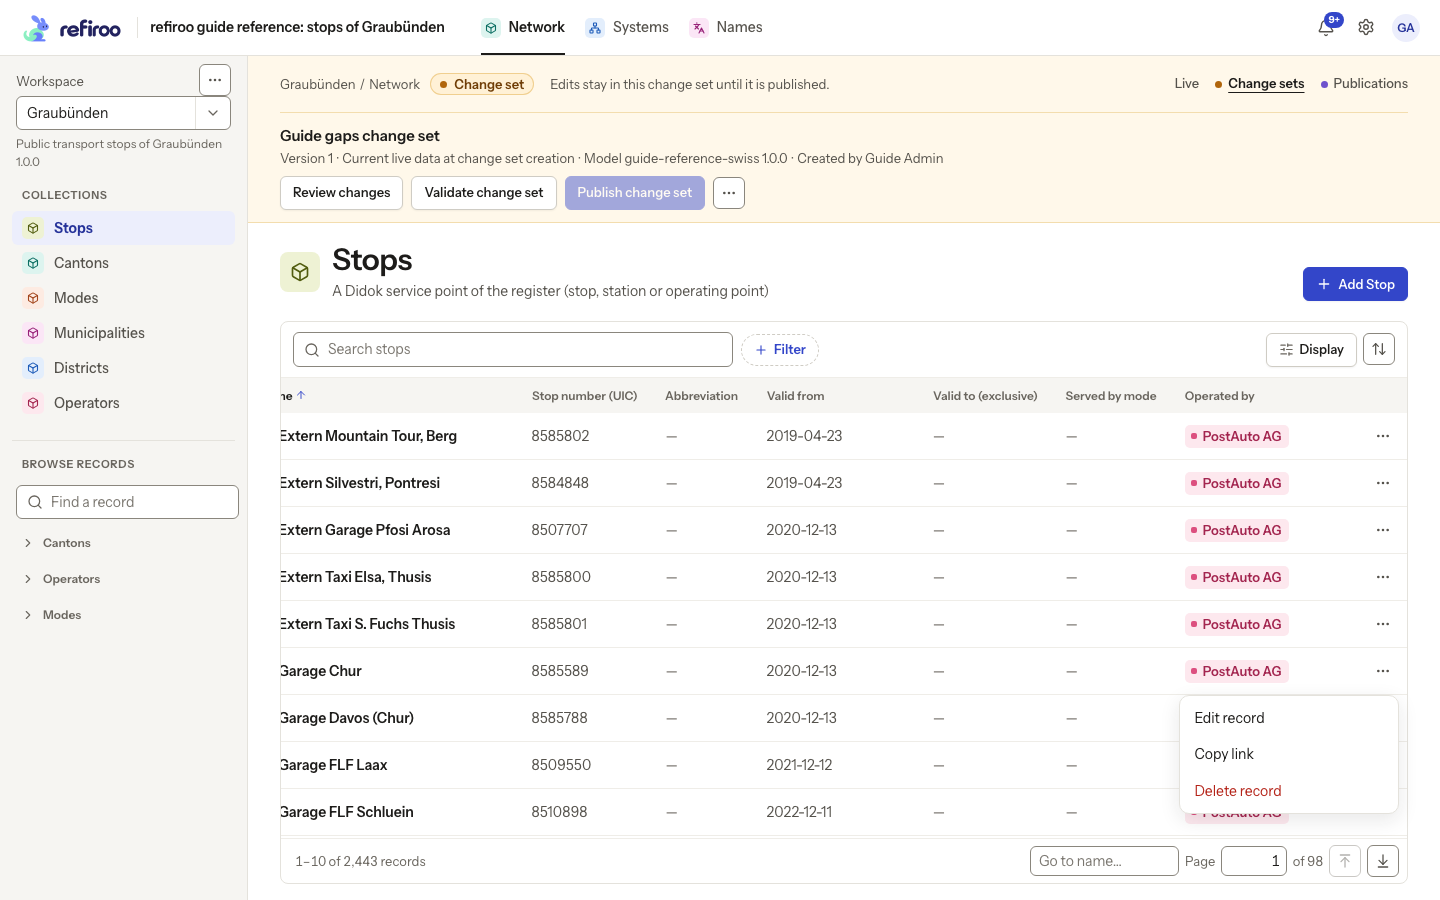 refiroo
refiroo guide reference: stops of Graubünden
Network
Systems
Names
9+
GA
Workspace
Graubünden
Public transport stops of Graubünden
1.0.0
COLLECTIONS
Stops
Cantons
Modes
Municipalities
Districts
Operators
BROWSE RECORDS
Find a record
Cantons
Operators
Modes
Graubünden / Network
Change set
Edits stay in this change set until it is published.
Live
Change sets
Publications
Guide gaps change set
Version 1 · Current live data at change set creation · Model guide-reference-swiss 1.0.0 · Created by Guide Admin
Review changes
Validate change set
Publish change set
Stops
A Didok service point of the register (stop, station or operating point)
Add Stop
Search stops
Filter
Display
ne Stop number (UIC) Abbreviation Valid from Valid to (exclusive) Served by mode Operated by
Extern Mountain Tour, Berg 8585802 — 2019-04-23 — — PostAuto AG
Extern Silvestri, Pontresi 8584848 — 2019-04-23 — — PostAuto AG
Extern Garage Pfosi Arosa 8507707 — 2020-12-13 — — PostAuto AG
Extern Taxi Elsa, Thusis 8585800 — 2020-12-13 — — PostAuto AG
Extern Taxi S. Fuchs Thusis 8585801 — 2020-12-13 — — PostAuto AG
Garage Chur 8585589 — 2020-12-13 — — PostAuto AG
Garage Davos (Chur) 8585788 — 2020-12-13 — —
Garage FLF Laax 8509550 — 2021-12-12 — —
Garage FLF Schluein 8510898 — 2022-12-11 — — PostAuto AG
Edit record
Copy link
Delete record
1–10 of 2,443 records
Go to name...
Page 1 of 98